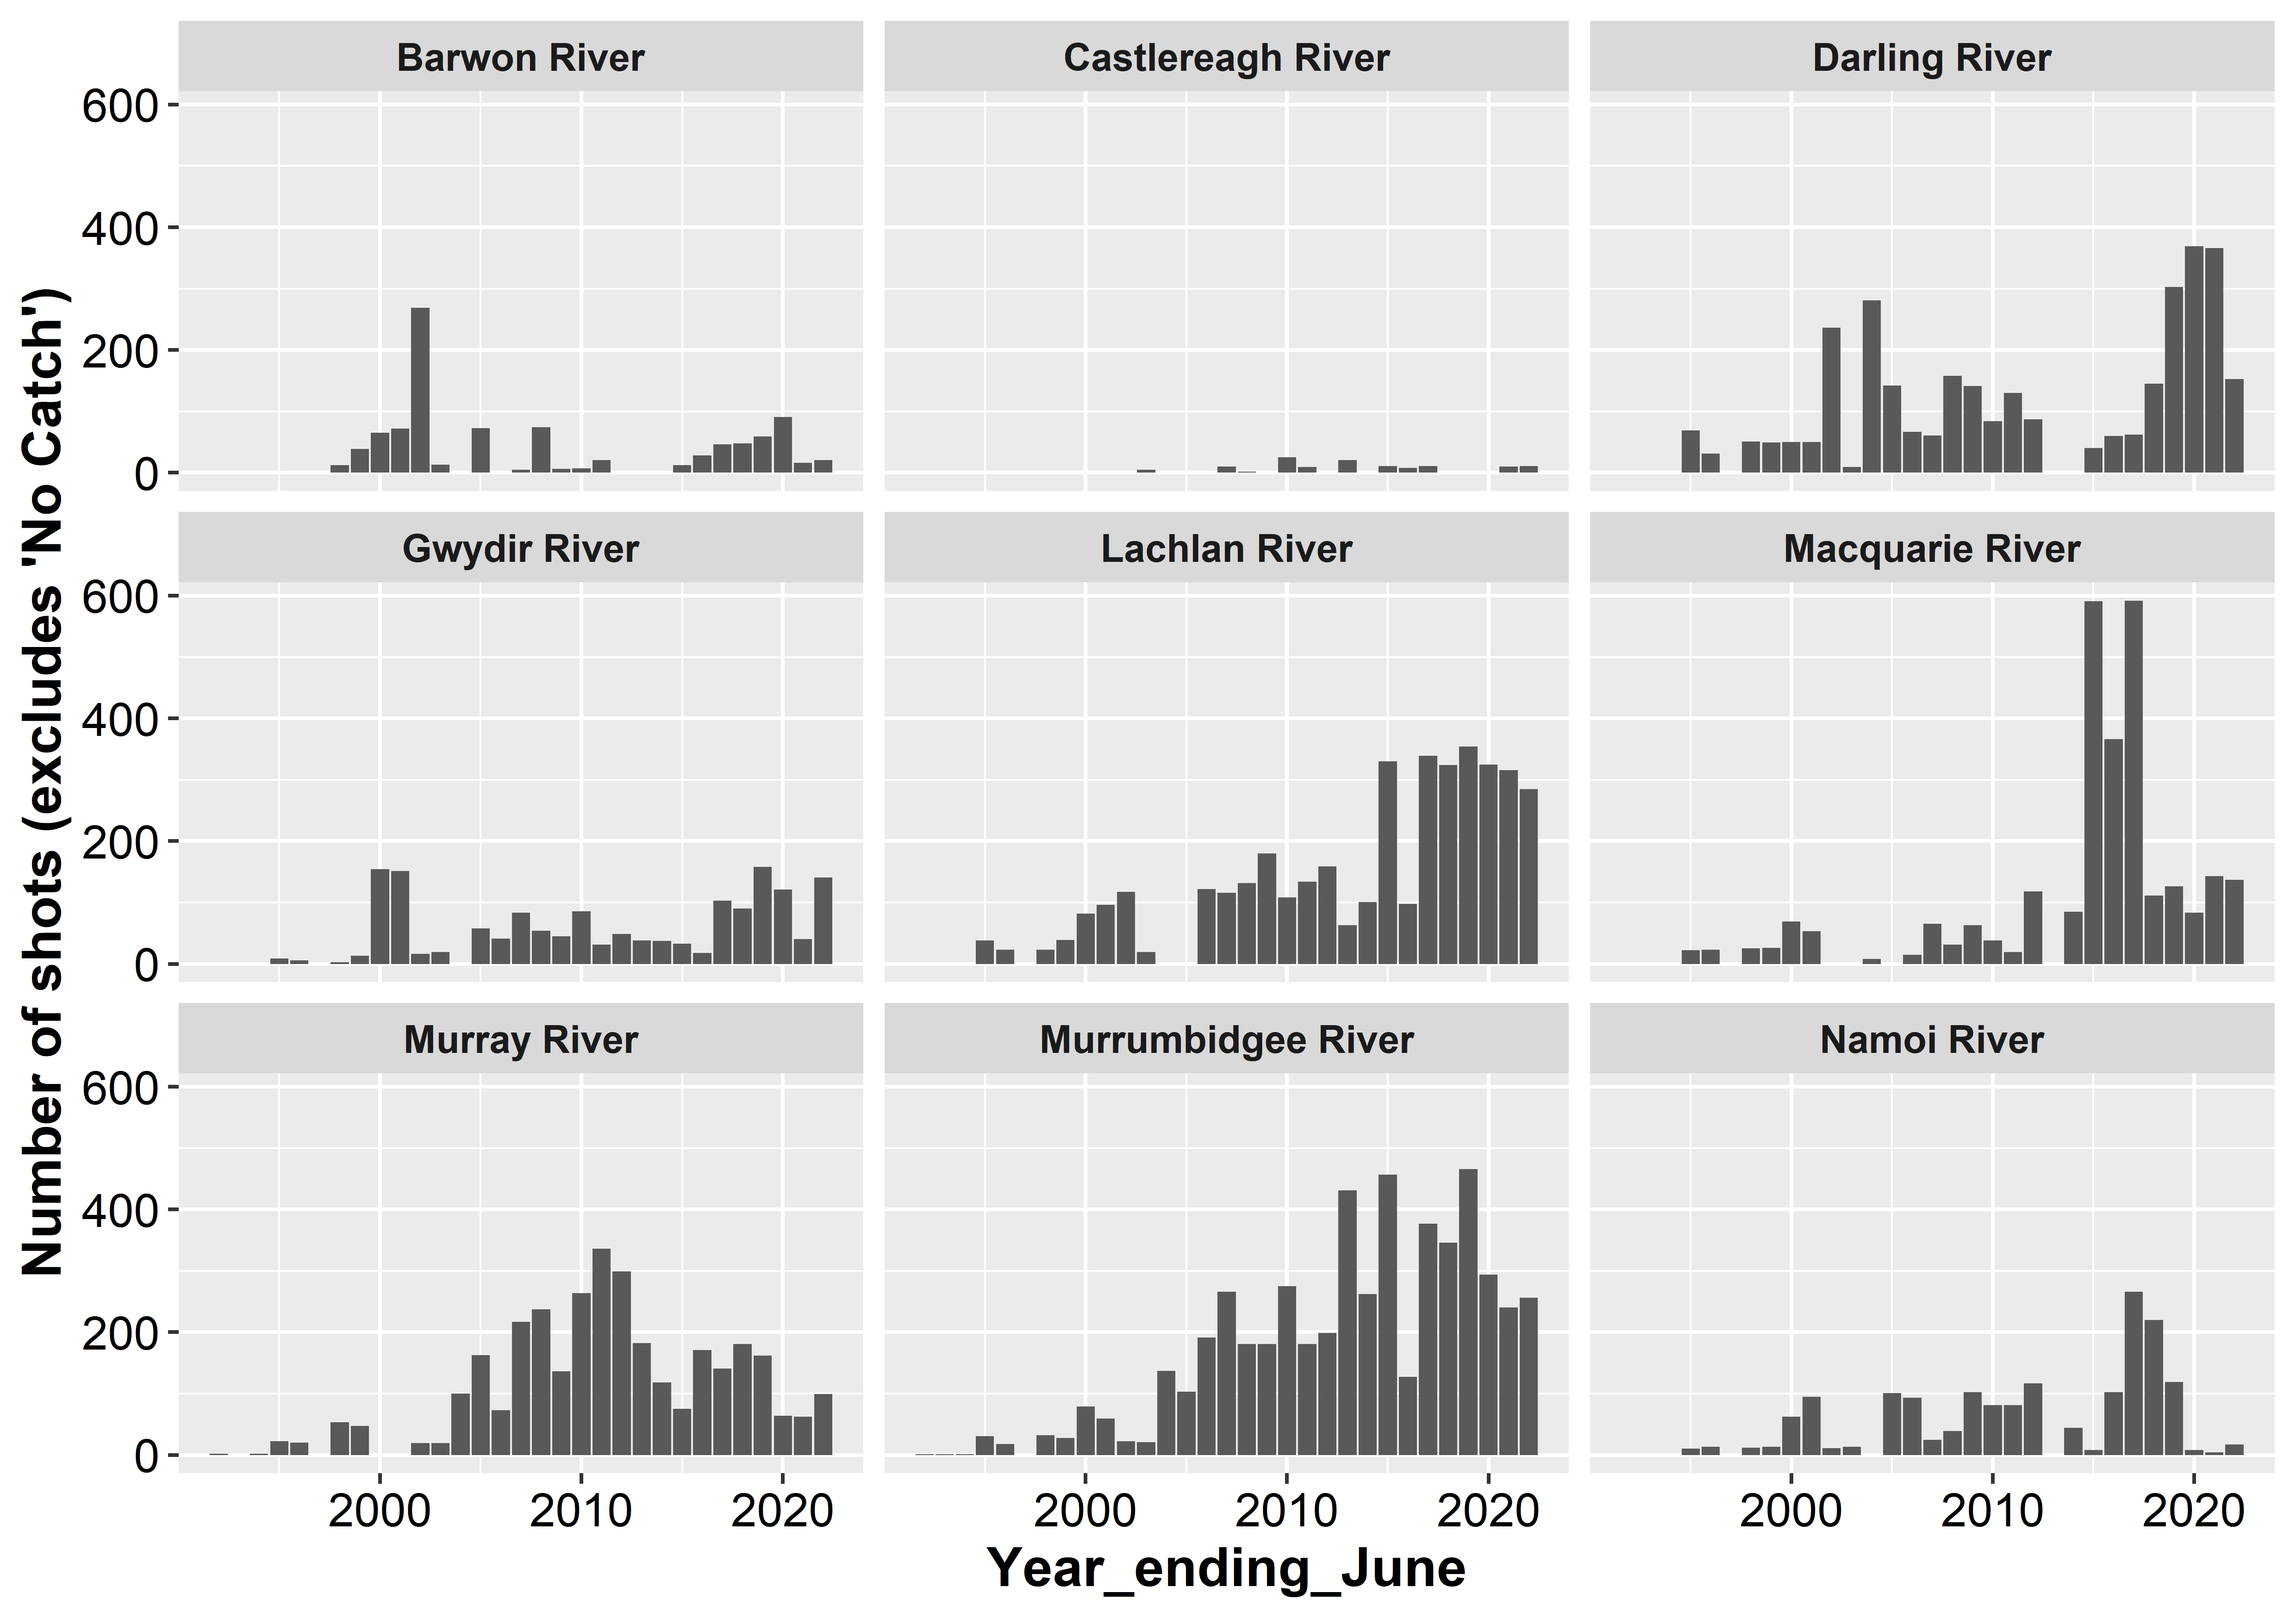 Barwon River
Castlereagh River
Darling River
600
400
200
0
Gwydir River
Lachlan River
Macquarie River
600
400
200
0
Murray River
Murrumbidgee River
Namoi River
600
400
200
0
2000 2010 2020
2000 2010 2020
2000 2010 2020
Year_ending_June
Number of shots (excludes 'No Catch')